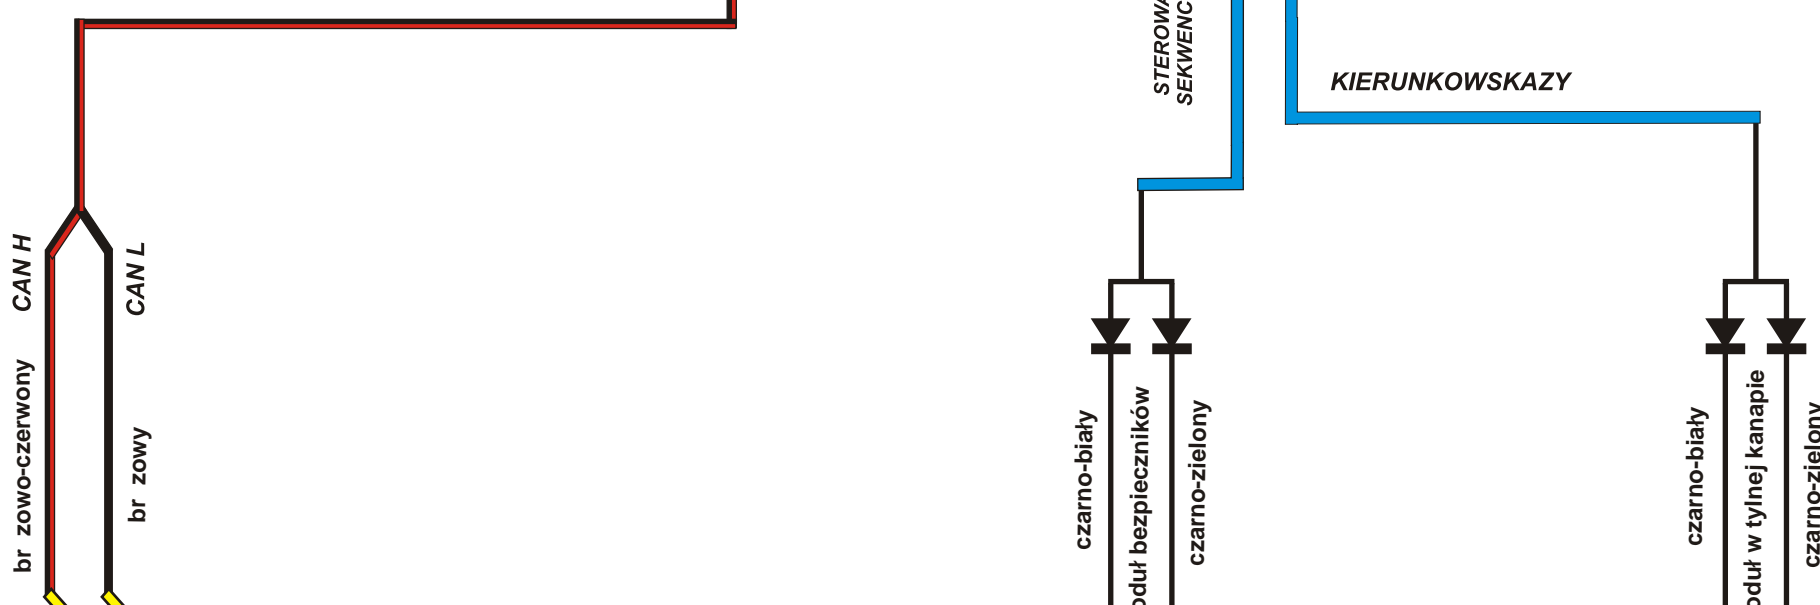 STEROWA
SEKWENC
KIERUNKOWSKAZY
CAN H
CAN L
br zowo-czerwony
br zowy
czarno-biały
oduł bezpieczników
czarno-zielony
czarno-biały
oduł w tylnej kanapie
czarno-zielony